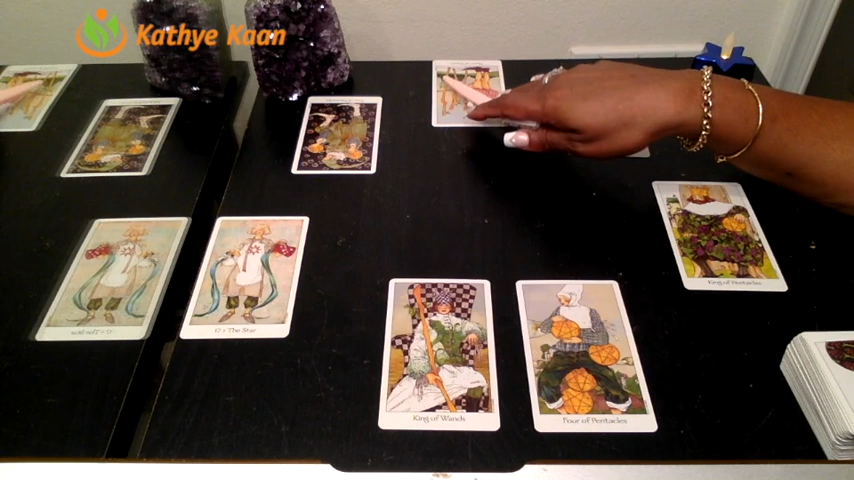 Kathye Kaan
King of Pentacles
17 • The Star
King of Wands
Four of Pentacles